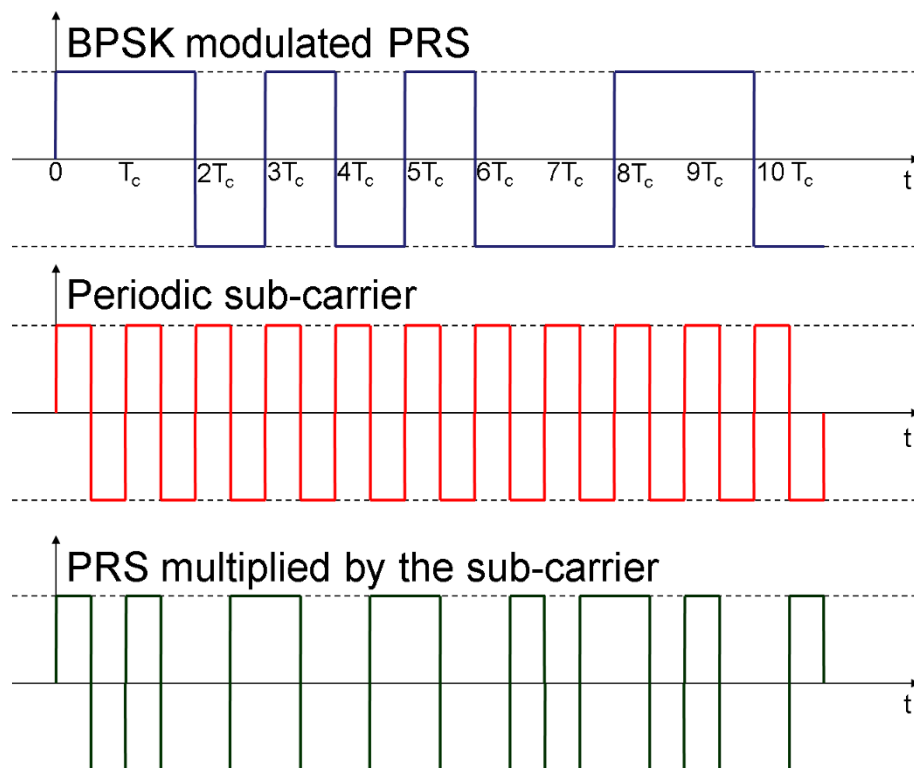 BPSK modulated PRS
0 Tc 2Tc 3Tc 4Tc 5Tc 6Tc 7Tc 8Tc 9Tc 10 Tc t
Periodic sub-carrier
t
PRS multiplied by the sub-carrier
t